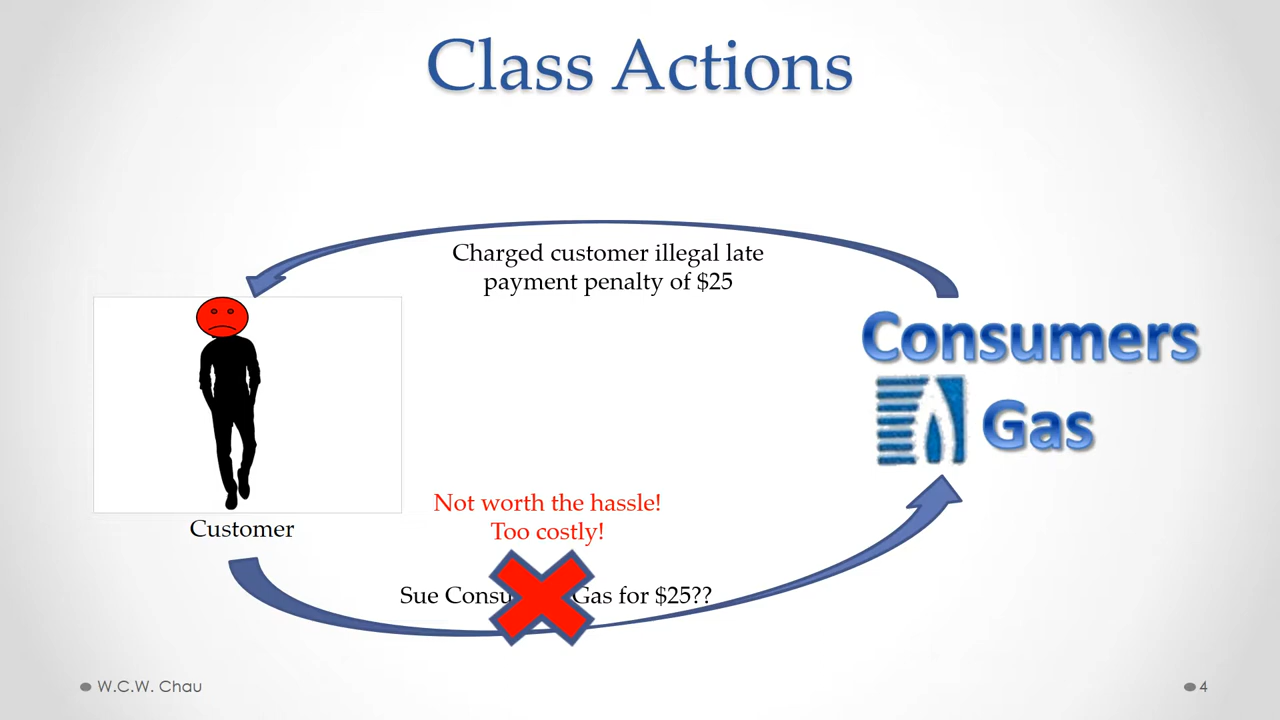 Class Actions
Charged customer illegal late
payment penalty of $25
Consumers
Gas
Not worth the hassle!
Too costly!
Customer
Sue Consu Gas for $25??
W.C.W. Chau
4